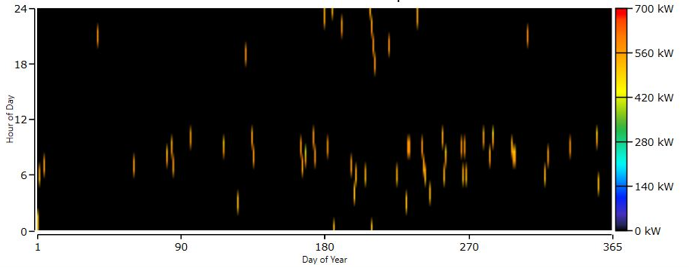 24
18
12
6
0
Hour of Day
1
90
180
270
365
Day of Year
700 kW
560 kW
420 kW
280 kW
140 kW
0 kW